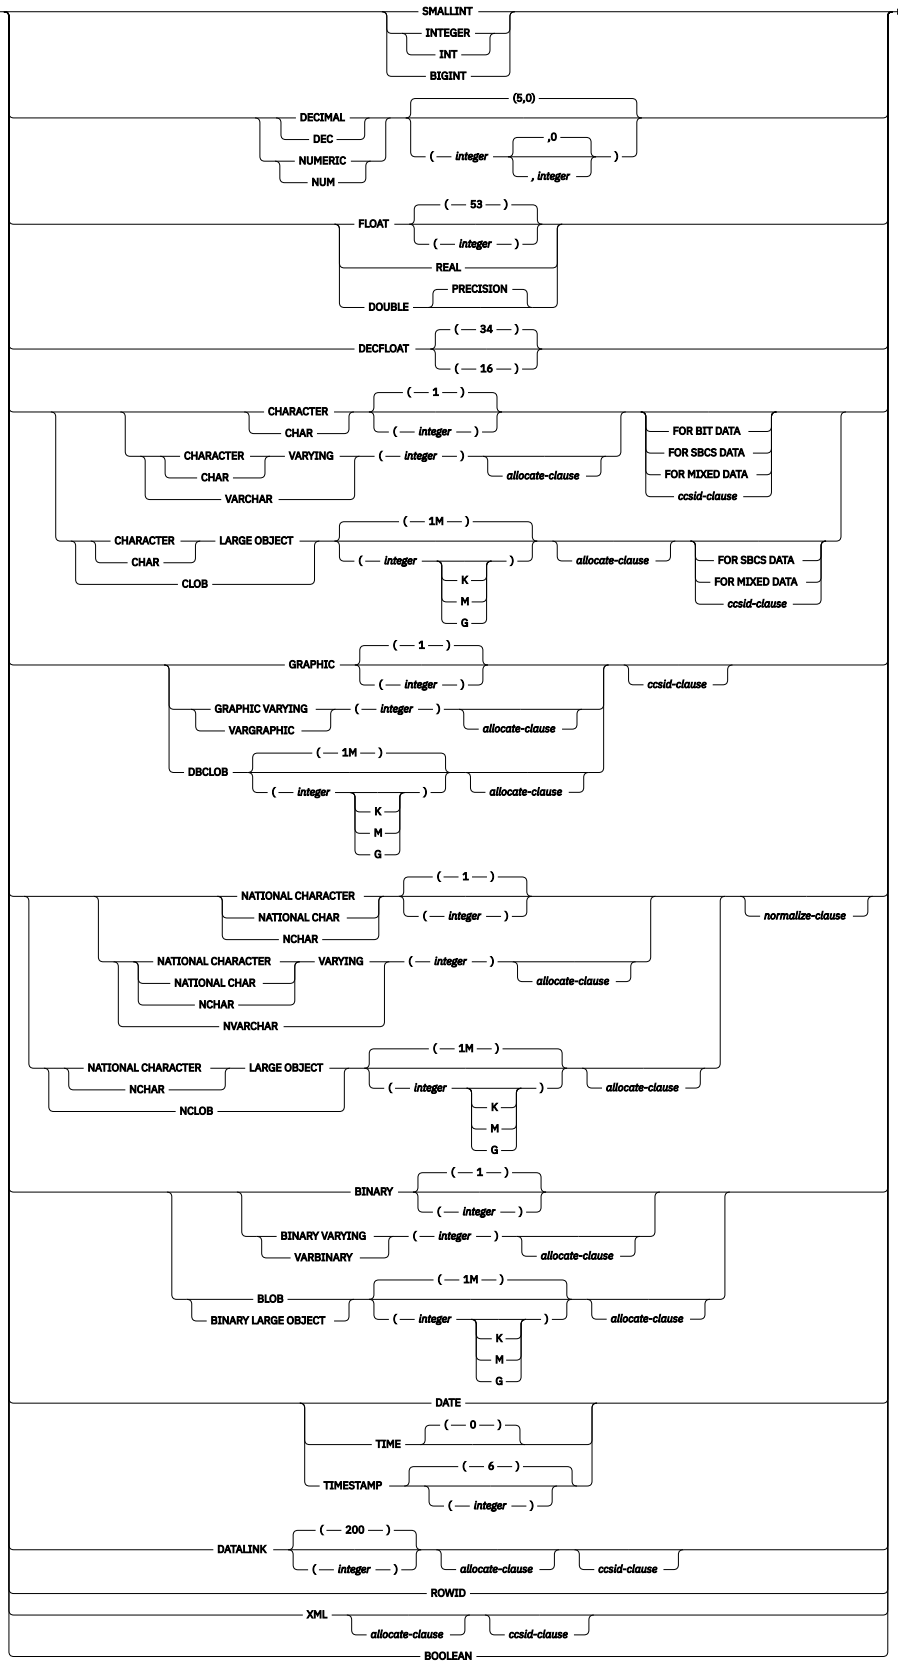 SMALLINT
INTEGER
INT
BIGINT
(5,0)
DECIMAL
,0
DEC
NUMERIC ( integer )
, integer
NUM
( 53 )
FLOAT
( integer )
REAL
PRECISION
DOUBLE
( 34 )
DECFLOAT
( 16 )
( 1 )
CHARACTER
CHAR ( integer ) FOR BIT DATA
CHARACTER VARYING ( integer ) FOR SBCS DATA
CHAR allocate-clause FOR MIXED DATA
VARCHAR ccsid-clause
( 1M )
CHARACTER LARGE OBJECT
CHAR ( integer ) allocate-clause FOR SBCS DATA
CLOB K FOR MIXED DATA
M ccsid-clause
G
( 1 )
GRAPHIC
( integer ) ccsid-clause
GRAPHIC VARYING ( integer )
VARGRAPHIC allocate-clause
( 1M )
DBCLOB
( integer ) allocate-clause
K
M
G
( 1 )
NATIONAL CHARACTER
NATIONAL CHAR ( integer ) normalize-clause
NCHAR
NATIONAL CHARACTER VARYING ( integer )
NATIONAL CHAR allocate-clause
NCHAR
NVARCHAR
( 1M )
NATIONAL CHARACTER LARGE OBJECT
NCHAR ( integer ) allocate-clause
NCLOB K
M
G
( 1 )
BINARY
( integer )
BINARY VARYING ( integer )
VARBINARY allocate-clause
( 1M )
BLOB
BINARY LARGE OBJECT ( integer ) allocate-clause
K
M
G
DATE
( 0 )
TIME
( 6 )
TIMESTAMP
( integer )
( 200 )
DATALINK
( integer ) allocate-clause ccsid-clause
ROWID
XML
allocate-clause ccsid-clause
BOOLEAN